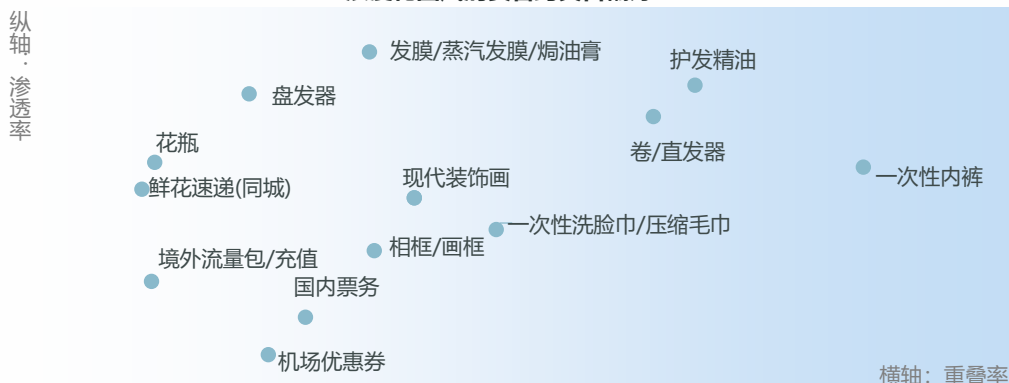 纵轴：渗透率
发膜/蒸汽发膜/焗油膏
护发精油
盘发器
花瓶
卷/直发器
鲜花速递(同城)
现代装饰画
一次性内裤
一次性洗脸巾/压缩毛巾
相框/画框
境外流量包/充值
国内票务
机场优惠券
横轴：重叠率